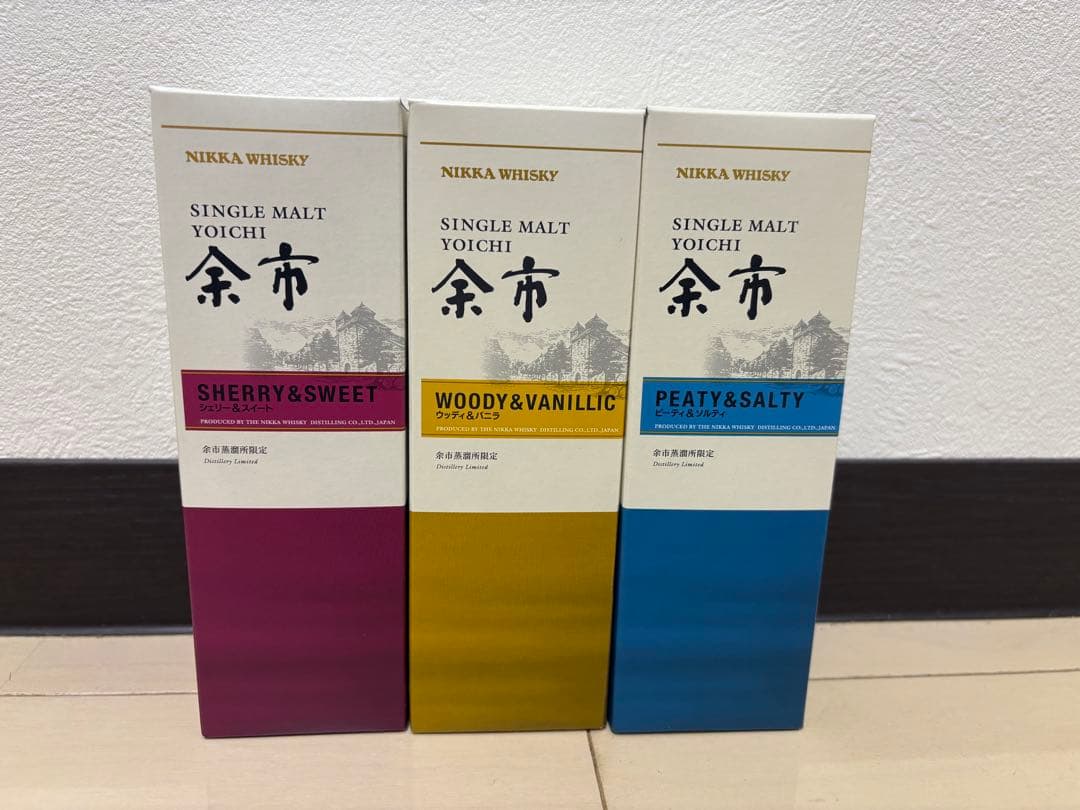 NIKKA WHISKY
SINGLE MALT
YOICHI
余市
SHERRY&SWEET
シェリー&スイート
PRODUCED BY THE NIKKA WHISKY DISTILLING CO.,LTD.,JAPAN
余市蒸溜所限定
Distillery Limited
NIKKA WHISKY
SINGLE MALT
YOICHI
余市
WOODY&VANILLIC
ウッディ&バニラ
PRODUCED BY THE NIKKA WHISKY DISTILLING CO.,LTD.,JAPAN
余市蒸溜所限定
Distillery Limited
NIKKA WHISKY
SINGLE MALT
YOICHI
余市
PEATY&SALTY
ピーティ&ソルティ
PRODUCED BY THE NIKKA WHISKY DISTILLING CO.,LTD.,JAPAN
余市蒸溜所限定
Distillery Limited